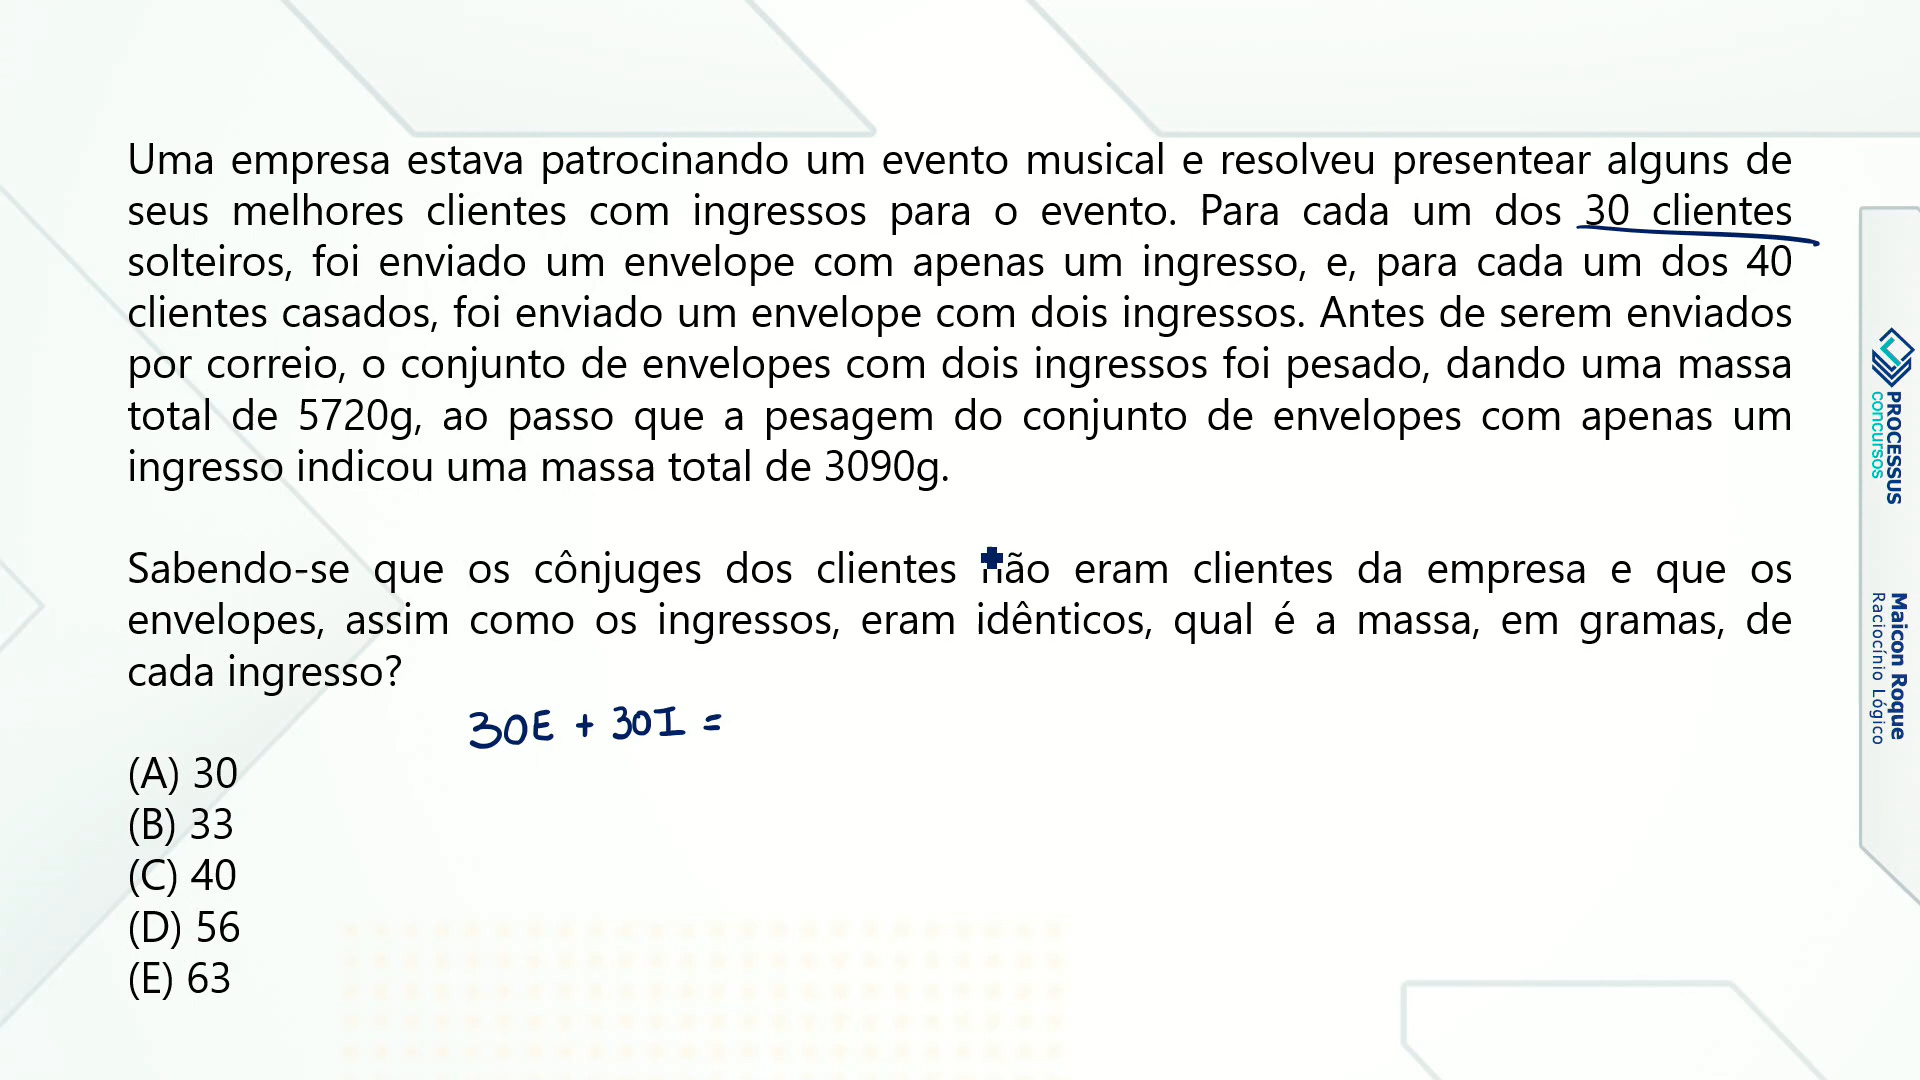 Uma empresa estava patrocinando um evento musical e resolveu presentear alguns de
seus melhores clientes com ingressos para o evento. Para cada um dos 30 clientes
solteiros, foi enviado um envelope com apenas um ingresso, e, para cada um dos 40
clientes casados, foi enviado um envelope com dois ingressos. Antes de serem enviados
por correio, o conjunto de envelopes com dois ingressos foi pesado, dando uma massa
total de 5720g, ao passo que a pesagem do conjunto de envelopes com apenas um
ingresso indicou uma massa total de 3090g.
Sabendo-se que os cônjuges dos clientes não eram clientes da empresa e que os
envelopes, assim como os ingressos, eram idênticos, qual é a massa, em gramas, de
cada ingresso?
30E + 30I =
(A) 30
(B) 33
(C) 40
(D) 56
(E) 63
PROCESSUS
concursos
Maicon Roque
Raciocínio Lógico